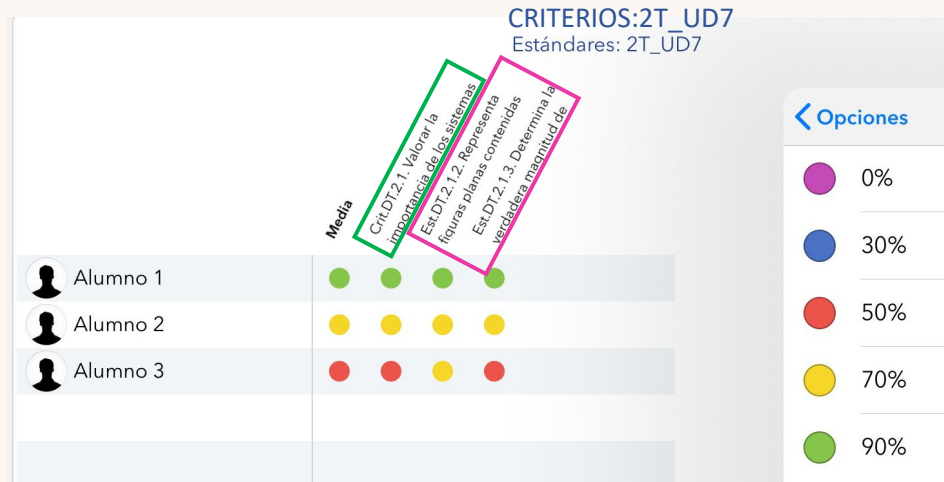 CRITERIOS:2T_UD7
Estándares: 2T_UD7
Media
Crit.DT.2.1. Valorar la
importancia de los sistemas
Est.DT.2.1.2. Representa
figuras planas contenidas
Est.DT.2.1.3. Determina la
verdadera magnitud de
Alumno 1
Alumno 2
Alumno 3
Opciones
0%
30%
50%
70%
90%